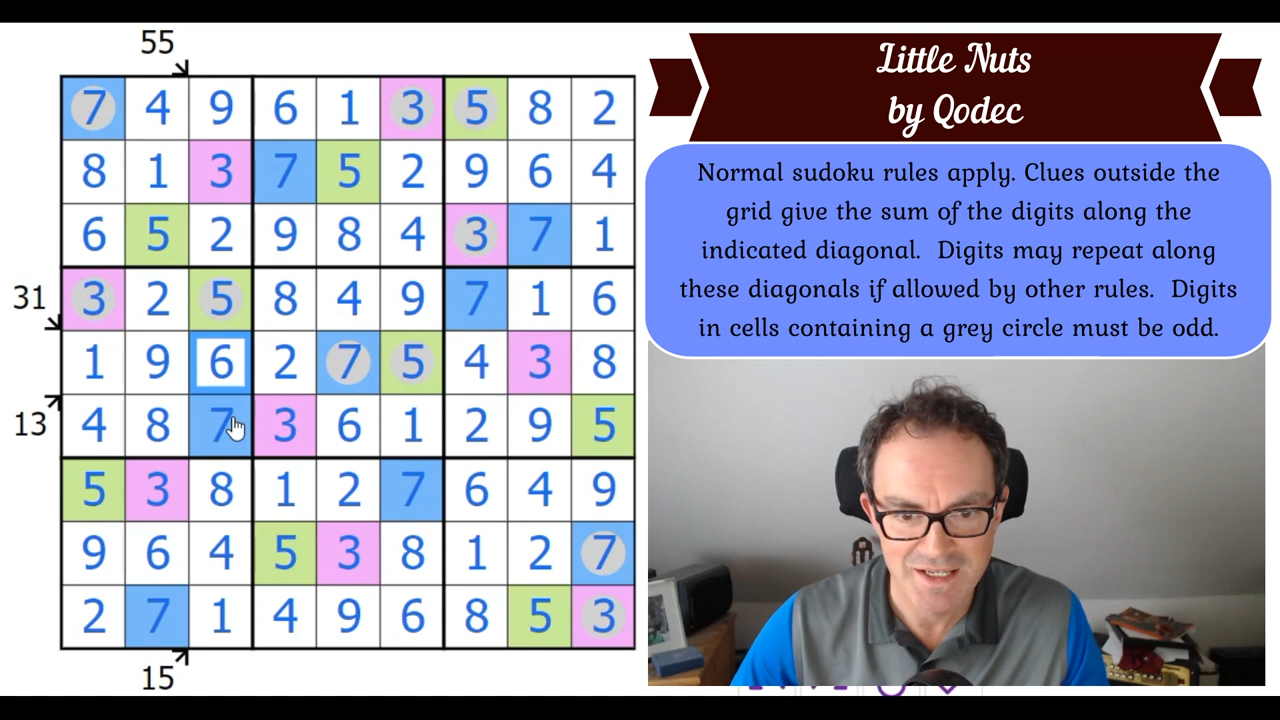 55
7 4 9 6 1 3 5 8 2
8 1 3 7 5 2 9 6 4
6 5 2 9 8 4 3 7 1
31 3 2 5 8 4 9 7 1 6
1 9 6 2 7 5 4 3 8
13 4 8 7 3 6 1 2 9 5
5 3 8 1 2 7 6 4 9
9 6 4 5 3 8 1 2 7
2 7 1 4 9 6 8 5 3
15
Little Nuts
by Qodec
Normal sudoku rules apply. Clues outside the
grid give the sum of the digits along the
indicated diagonal. Digits may repeat along
these diagonals if allowed by other rules. Digits
in cells containing a grey circle must be odd.